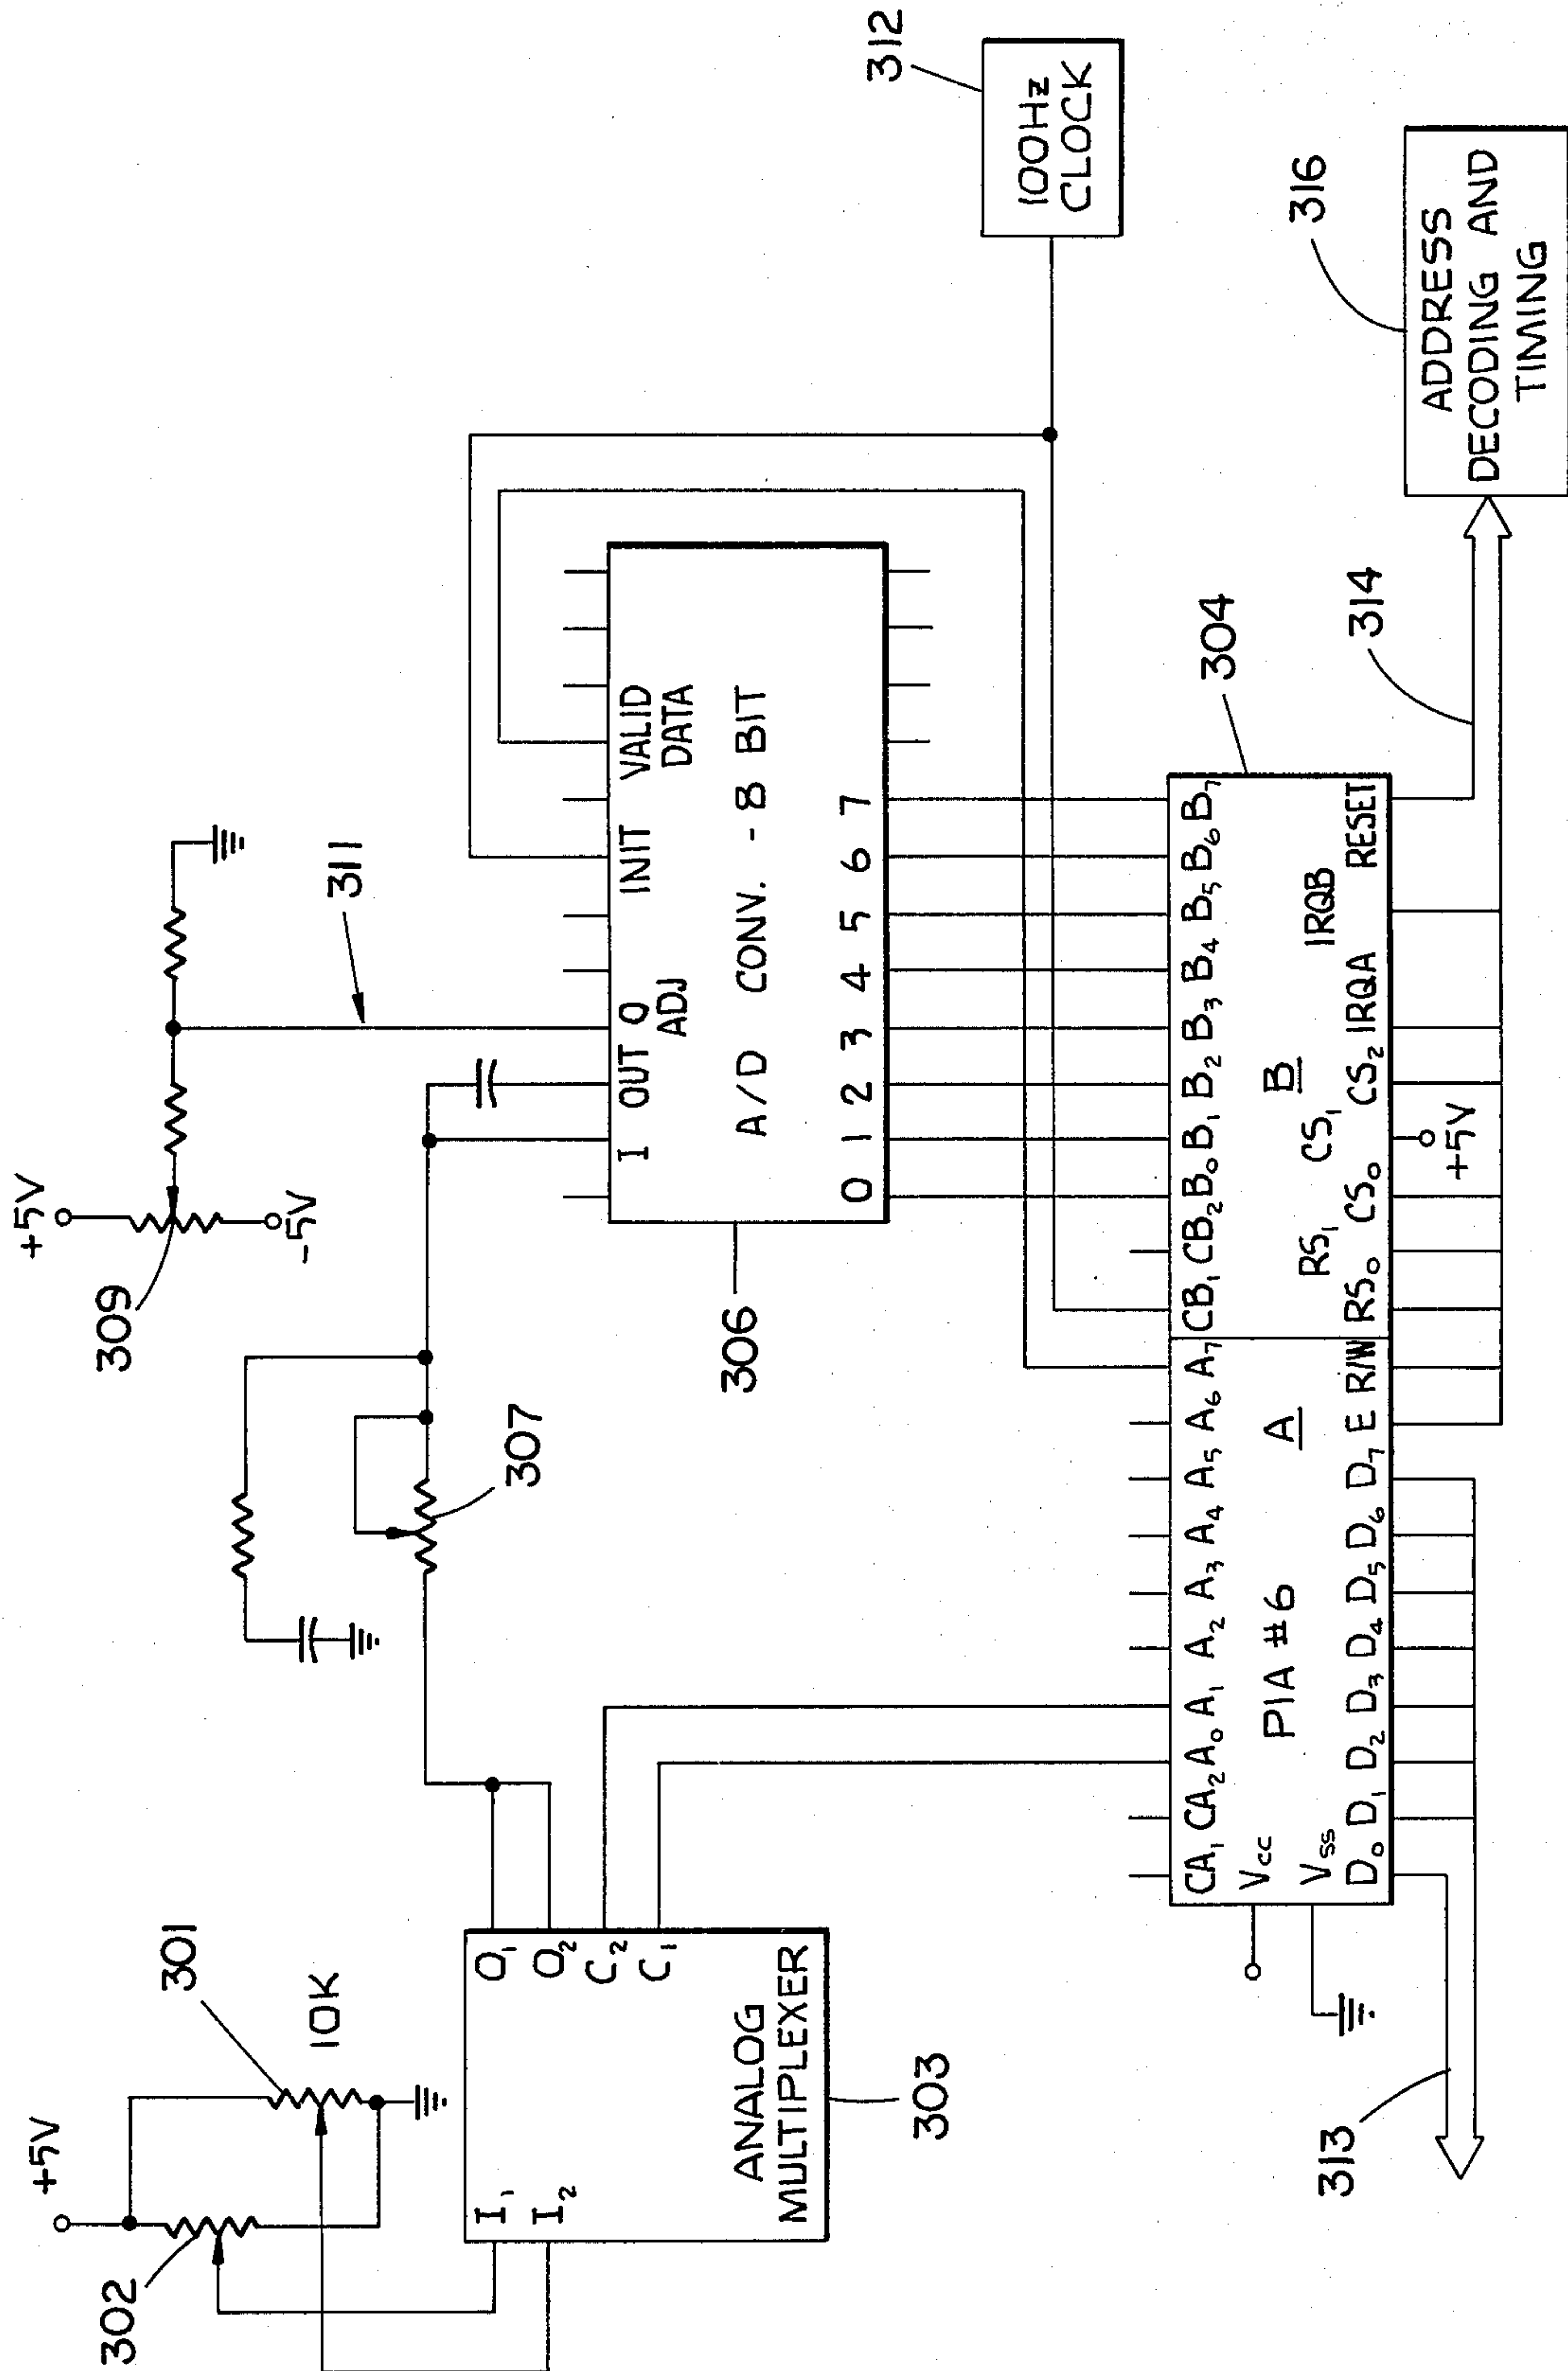 +5V
302
301
10K
I₁
I₂
O₁
O₂
C₂
C₁
ANALOG
MULTIPLEXER
303
307
+5V
309
-5V
311
I OUT O INIT VALID
ADJ DATA
A/D CONV. - 8 BIT
0 1 2 3 4 5 6 7
306
312
100Hz
CLOCK
CA₁ CA₂ A₀ A₁ A₂ A₃ A₄ A₅ A₆ A₇ CB₁ CB₂ B₀ B₁ B₂ B₃ B₄ B₅ B₆ B₇
304
Vcc
PIA #6 A B
Vss
RS₁ CS₁ IRQB
D₀ D₁ D₂ D₃ D₄ D₅ D₆ D₇ E R/W RS₀ CS₀ CS₂ IRQA RESET
+5V
313
314
316
ADDRESS
DECODING AND
TIMING